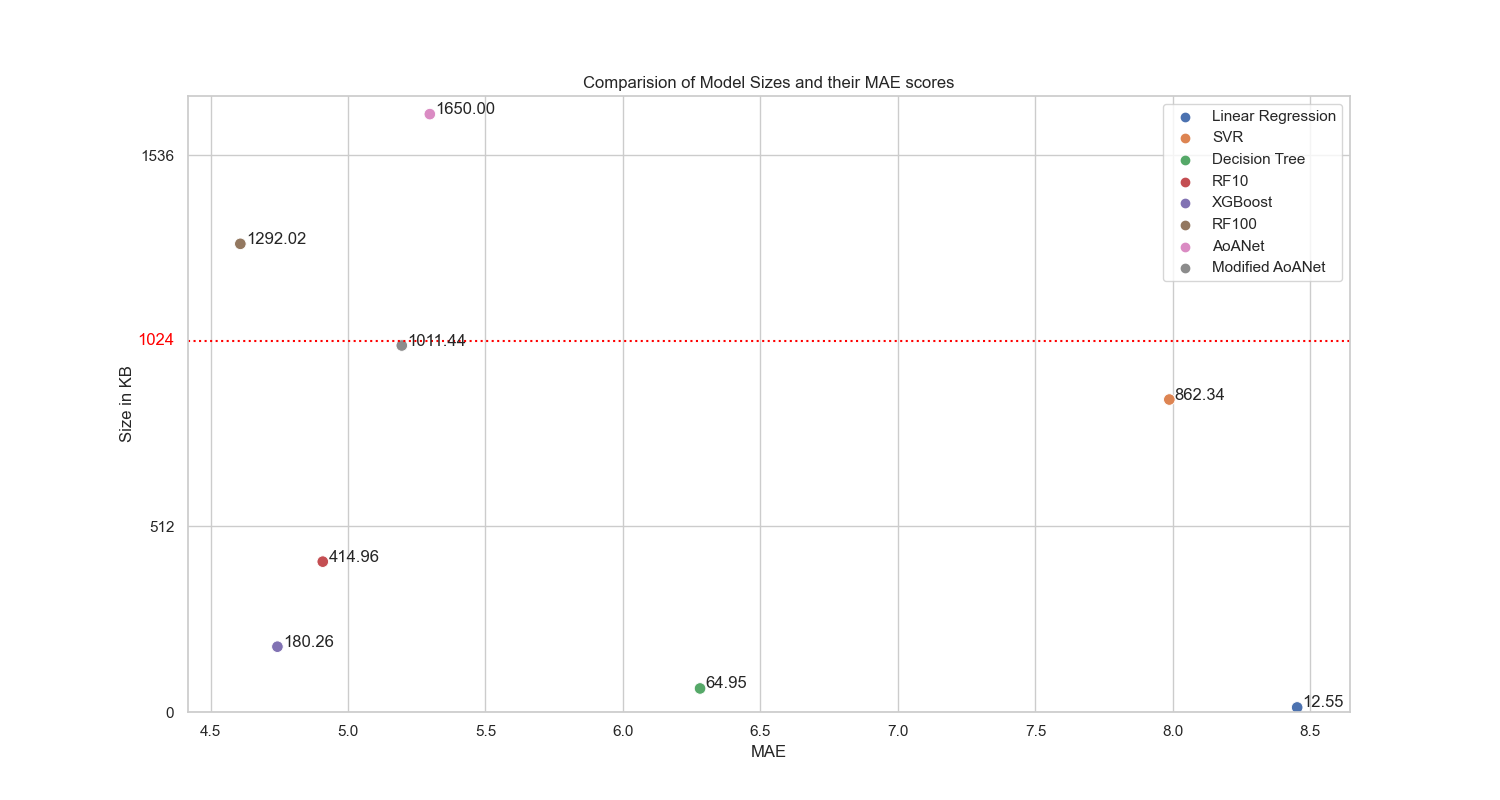 Comparision of Model Sizes and their MAE scores
1650.00
Linear Regression
SVR
Decision Tree
RF10
XGBoost
RF100
AoANet
Modified AoANet
1536
1292.02
1024
1011.44
862.34
Size in KB
512
414.96
180.26
64.95
12.55
0
4.5 5.0 5.5 6.0 6.5 7.0 7.5 8.0 8.5
MAE